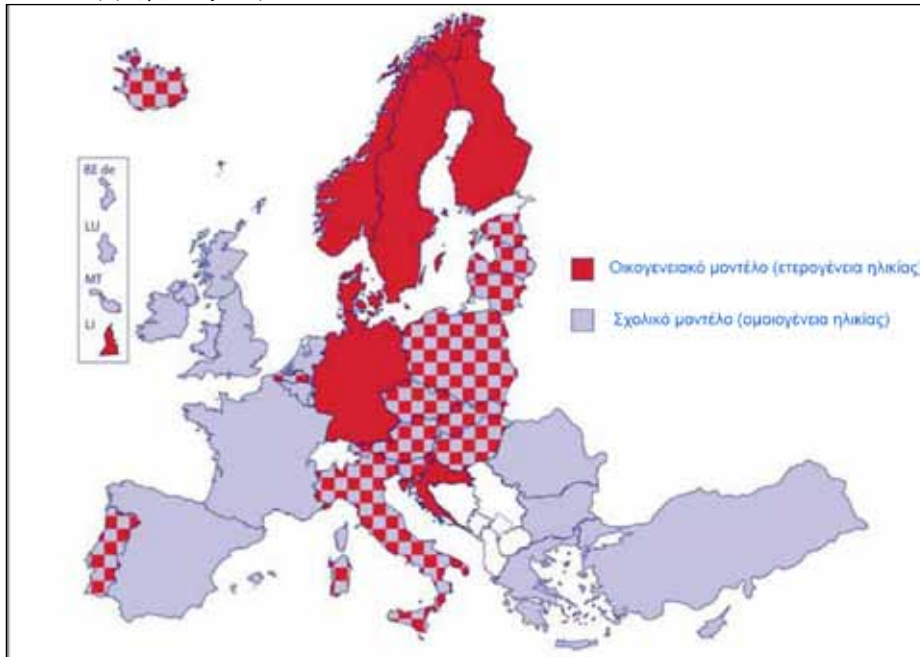 BE de
LU
MT
LI
Οικογενειακό μοντέλο (ετερογένεια ηλικίας)
Σχολικό μοντέλο (ομοιογένεια ηλικίας)